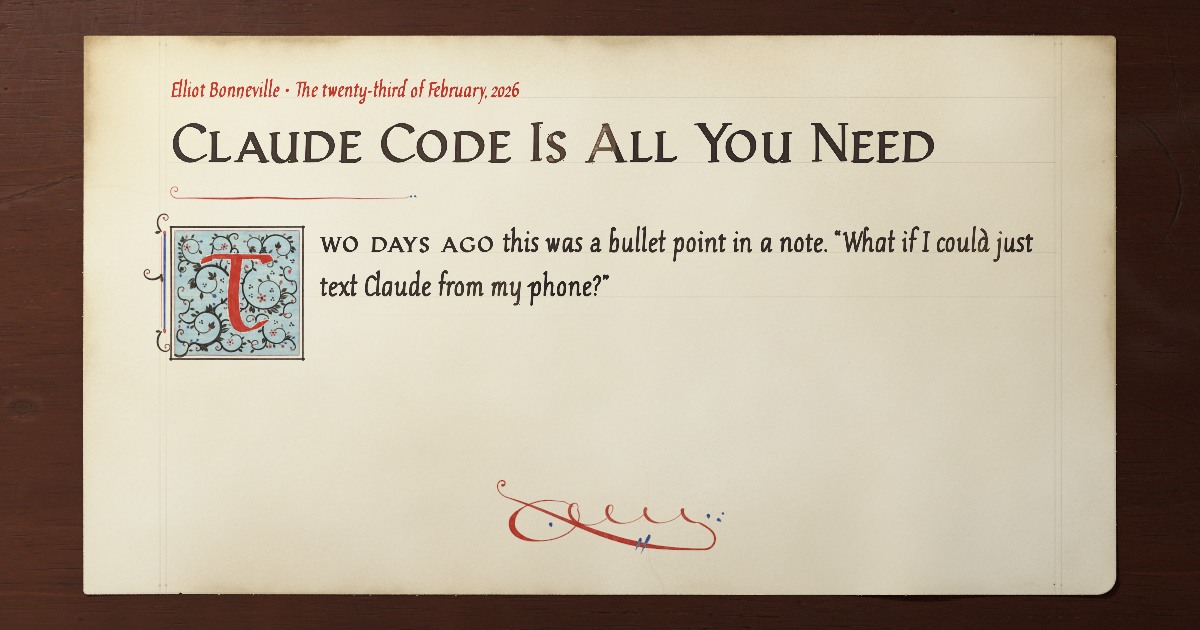 Elliot Bonneville • The twenty-third of February, 2026
Claude Code Is All You Need
Two days ago this was a bullet point in a note. “What if I could just
text Claude from my phone?”